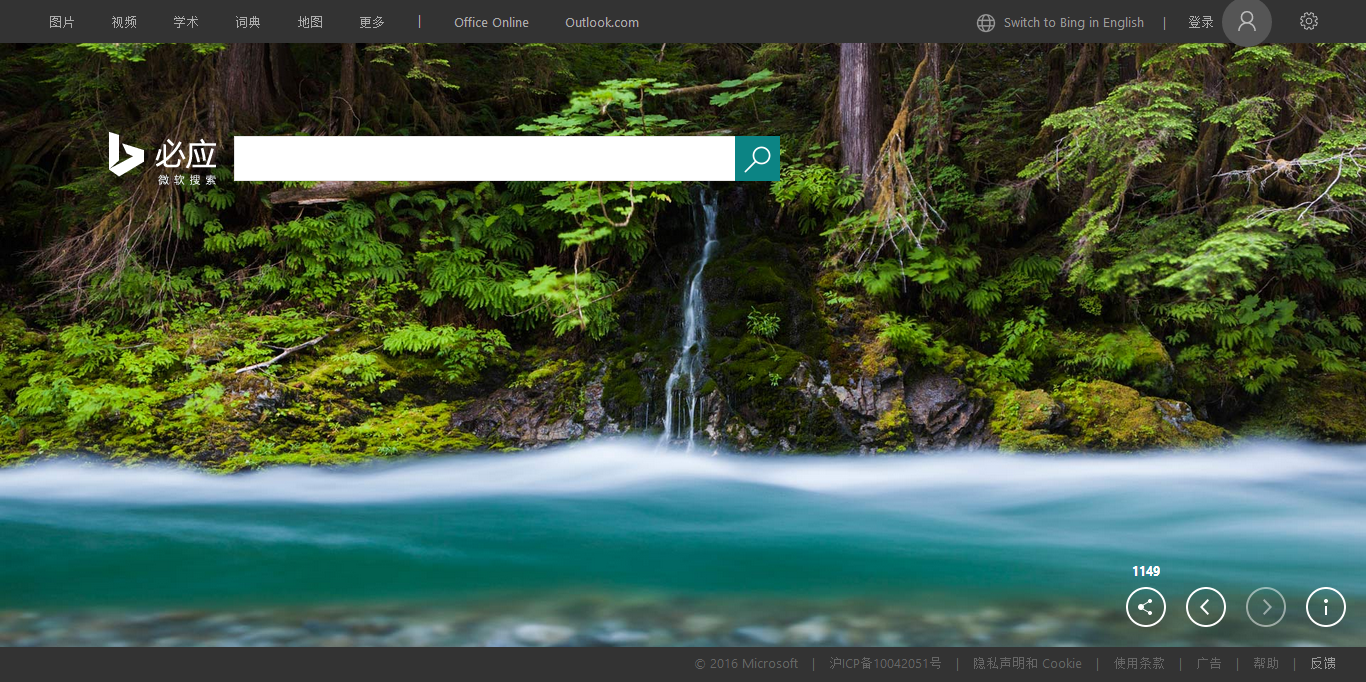 图片 视频 学术 词典 地图 更多 | Office Online Outlook.com Switch to Bing in English | 登录
必应
微软搜索
1149
© 2016 Microsoft | 沪ICP备10042051号 | 隐私声明和 Cookie | 使用条款 | 广告 | 帮助 | 反馈